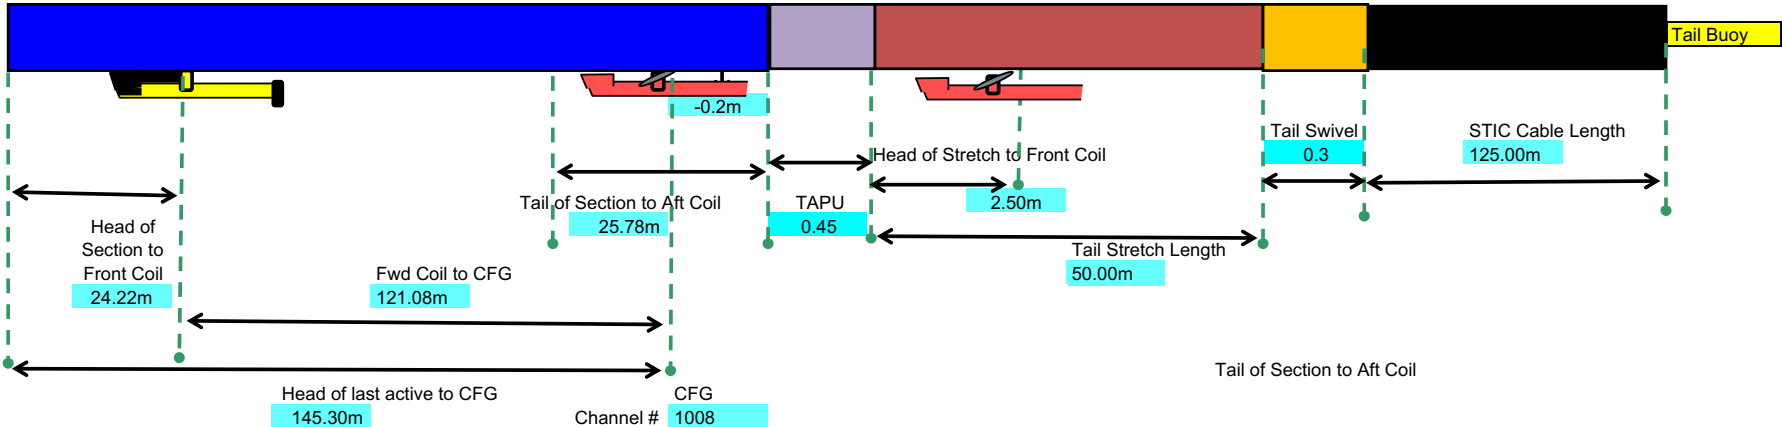 Tail Buoy
-0.2m
Tail Swivel
0.3
STIC Cable Length
125.00m
Head of Stretch to Front Coil
2.50m
Tail of Section to Aft Coil
25.78m
TAPU
0.45
Head of
Section to
Front Coil
24.22m
Tail Stretch Length
50.00m
Fwd Coil to CFG
121.08m
Tail of Section to Aft Coil
Head of last active to CFG
145.30m
CFG
Channel # 1008